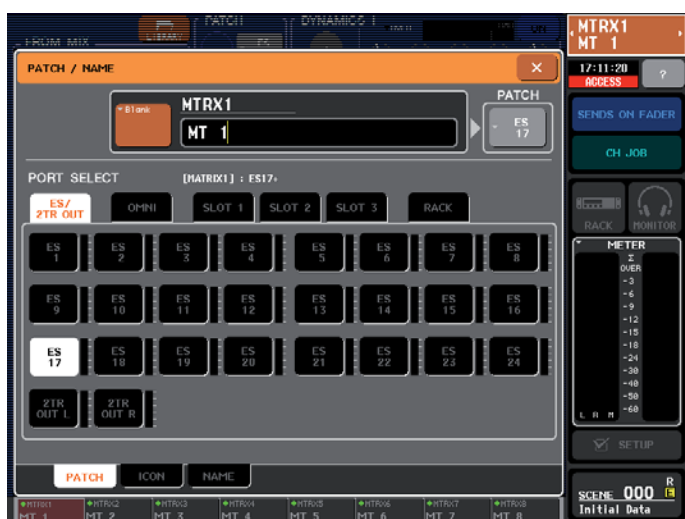 PATCH
DYNAMICS 1
FROM MIX
LIBRARY
ES
ON
MTRX1
MT 1
PATCH / NAME
17:11:20
ACCESS
?
Blank
MTRX1
MT 1
PATCH
ES
17
SENDS ON FADER
CH JOB
PORT SELECT
[MATRIX1] : ES17
ES/
2TR OUT
OMNI
SLOT 1
SLOT 2
SLOT 3
RACK
RACK
MONITOR
ES
1
ES
2
ES
3
ES
4
ES
5
ES
6
ES
7
ES
8
ES
9
ES
10
ES
11
ES
12
ES
13
ES
14
ES
15
ES
16
ES
17
ES
18
ES
19
ES
20
ES
21
ES
22
ES
23
ES
24
2TR
OUT L
2TR
OUT R
METER
Σ
OVER
-3
-6
-9
-12
-15
-18
-24
-30
-40
-50
-60
L R M
SETUP
PATCH
ICON
NAME
SCENE 000 R
Initial Data
MTRX1
MT 1
MTRX2
MT 2
MTRX3
MT 3
MTRX4
MT 4
MTRX5
MT 5
MTRX6
MT 6
MTRX7
MT 7
MTRX8
MT 8